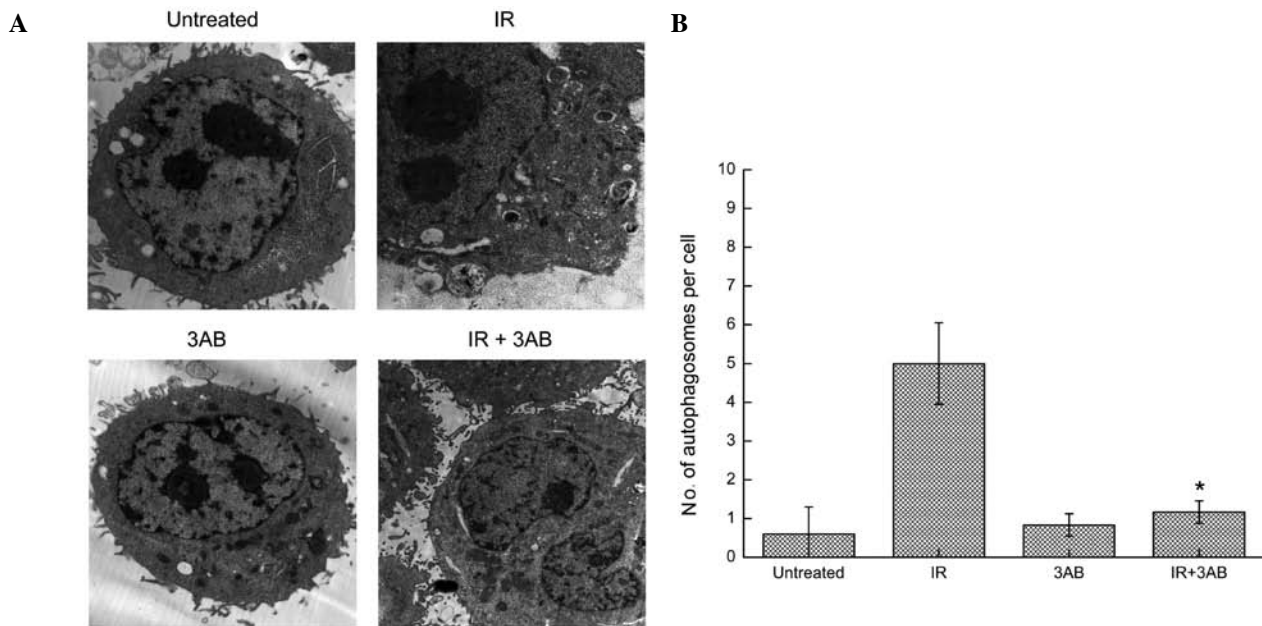 A
Untreated
IR
3AB
IR + 3AB
B
No. of autophagosomes per cell
10
9
8
7
6
5
4
3
2
1
0
*
Untreated
IR
3AB
IR+3AB